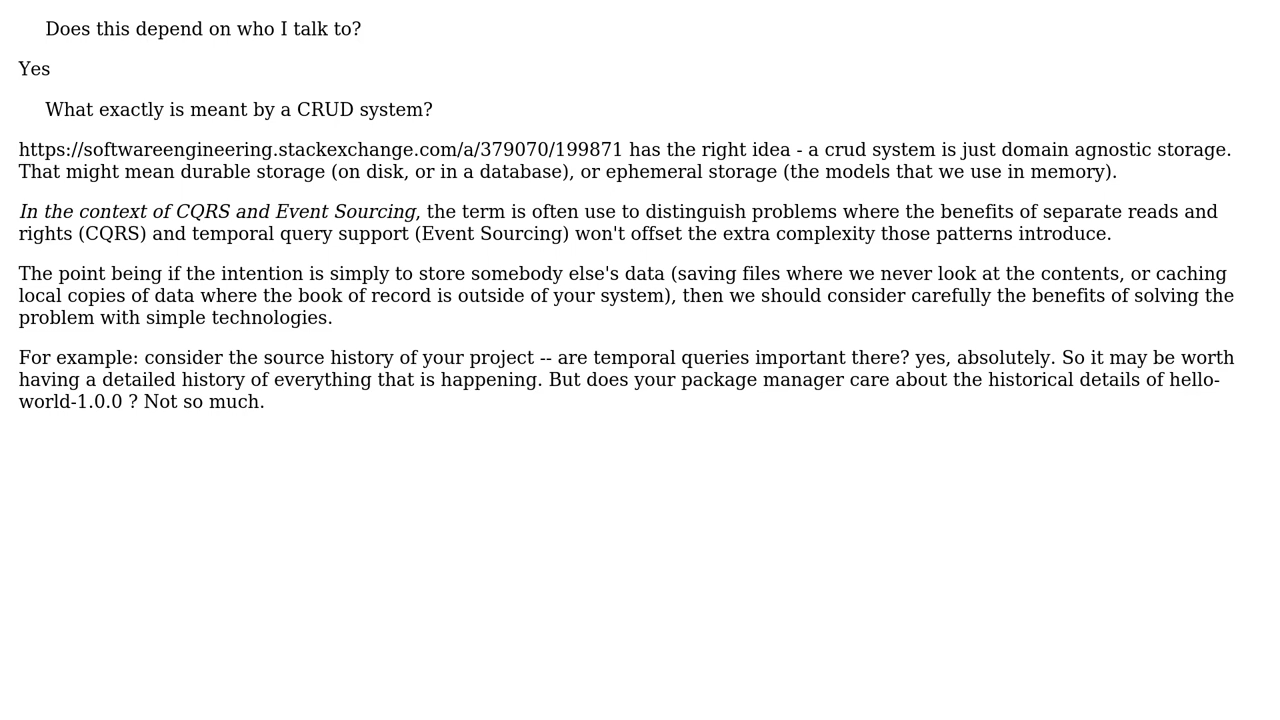 Does this depend on who I talk to?
Yes
What exactly is meant by a CRUD system?
https://softwareengineering.stackexchange.com/a/379070/199871 has the right idea - a crud system is just domain agnostic storage.
That might mean durable storage (on disk, or in a database), or ephemeral storage (the models that we use in memory).
In the context of CQRS and Event Sourcing, the term is often use to distinguish problems where the benefits of separate reads and
rights (CQRS) and temporal query support (Event Sourcing) won't offset the extra complexity those patterns introduce.
The point being if the intention is simply to store somebody else's data (saving files where we never look at the contents, or caching
local copies of data where the book of record is outside of your system), then we should consider carefully the benefits of solving the
problem with simple technologies.
For example: consider the source history of your project -- are temporal queries important there? yes, absolutely. So it may be worth
having a detailed history of everything that is happening. But does your package manager care about the historical details of hello-
world-1.0.0 ? Not so much.